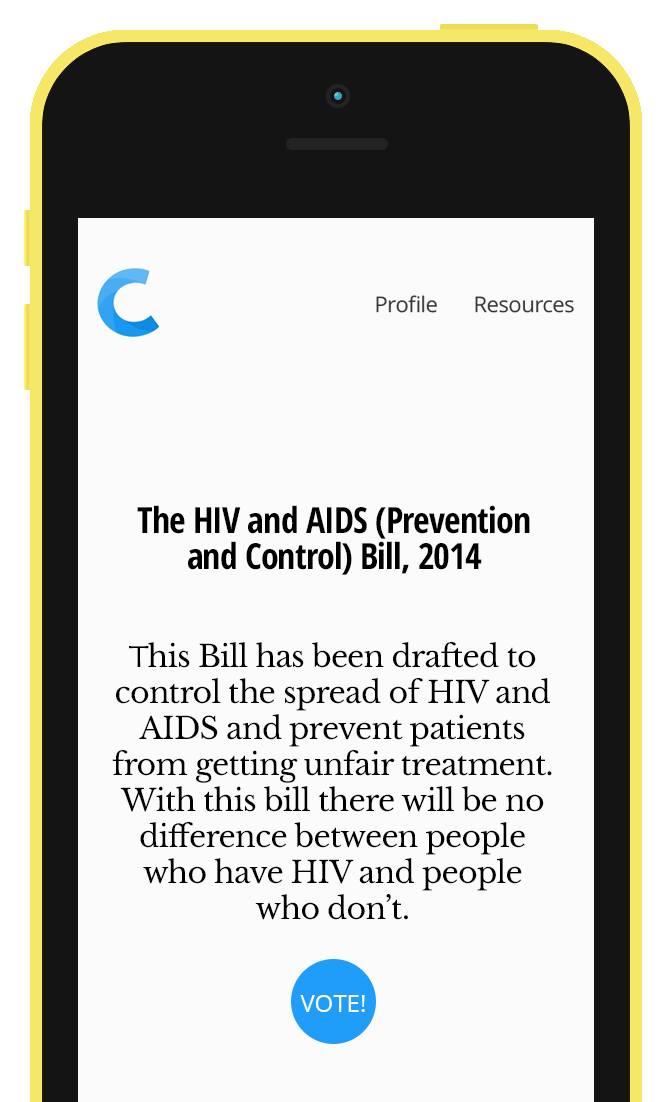 Profile Resources
The HIV and AIDS (Prevention
and Control) Bill, 2014
This Bill has been drafted to
control the spread of HIV and
AIDS and prevent patients
from getting unfair treatment.
With this bill there will be no
difference between people
who have HIV and people
who don’t.
VOTE!